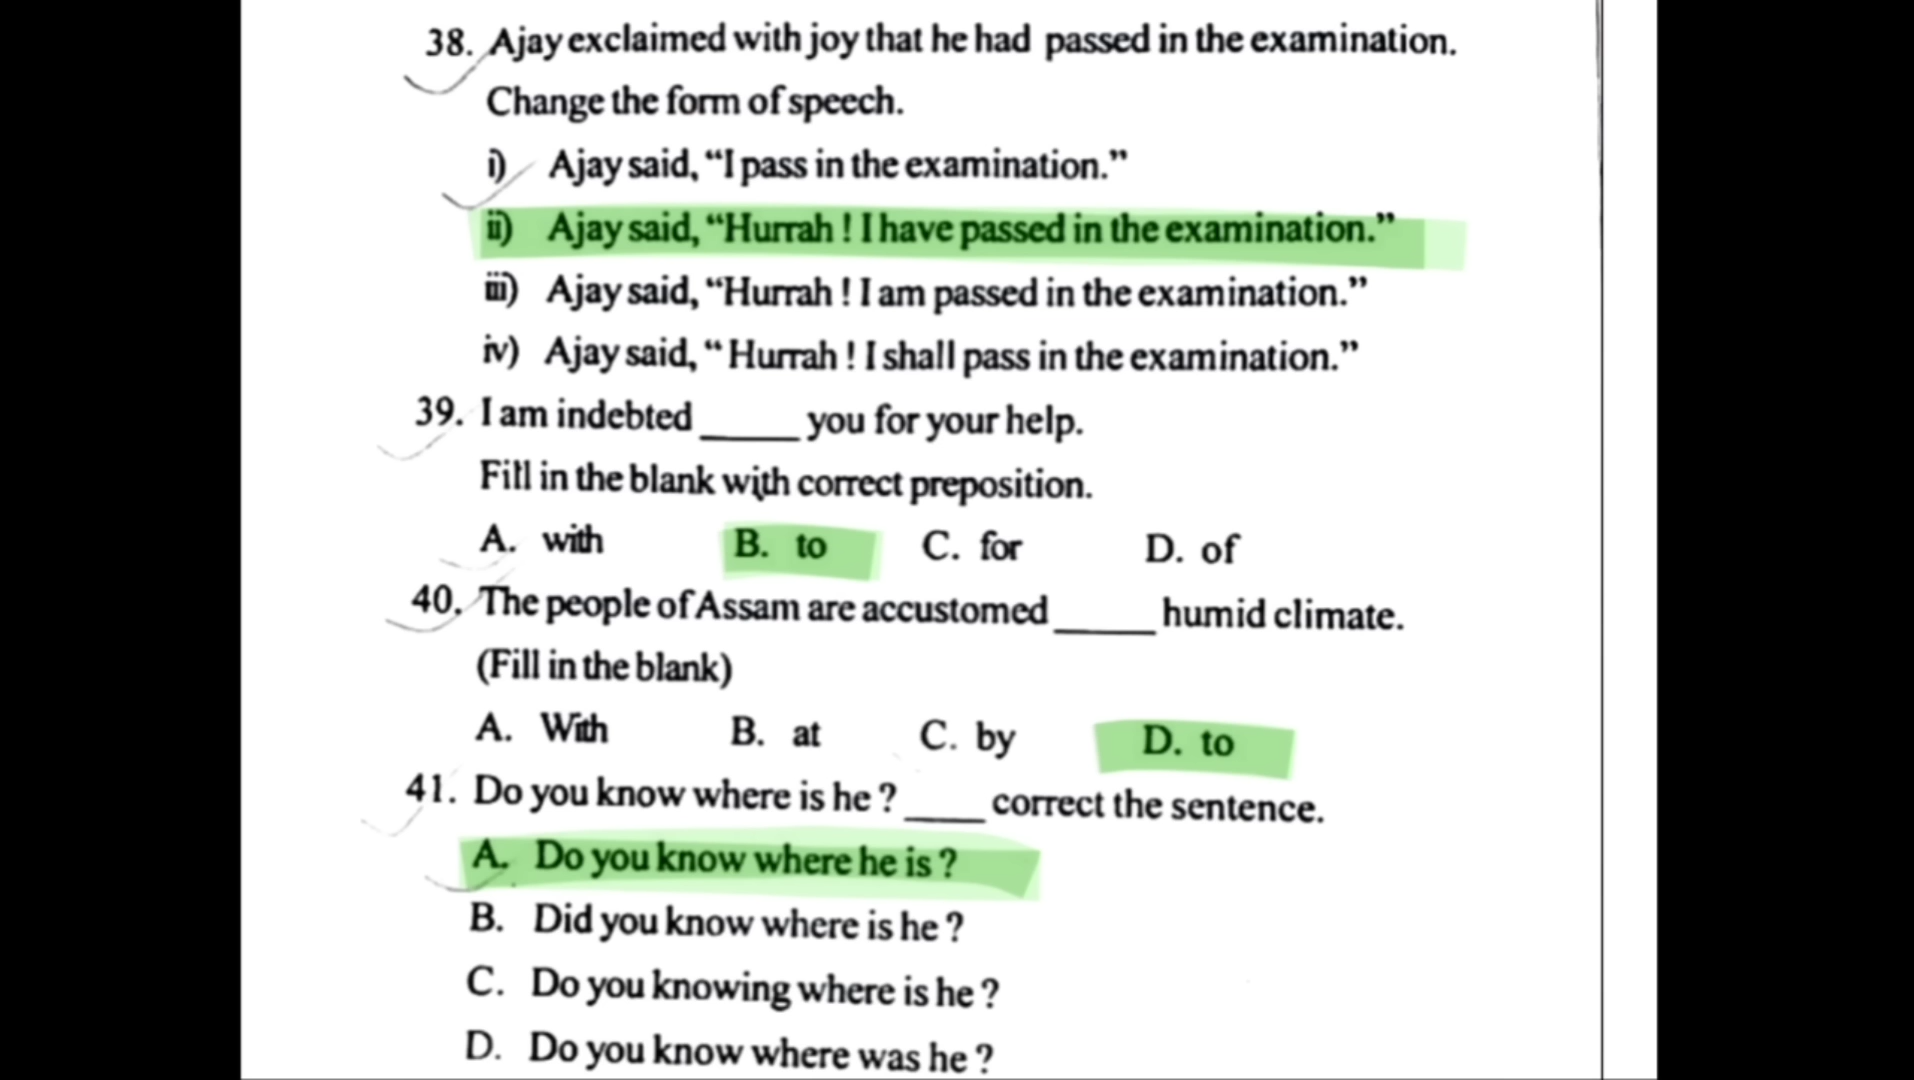 38. Ajay exclaimed with joy that he had passed in the examination.
Change the form of speech.
i) Ajay said, “I pass in the examination.”
ii) Ajay said, “Hurrah ! I have passed in the examination.”
iii) Ajay said, “Hurrah ! I am passed in the examination.”
iv) Ajay said, “ Hurrah ! I shall pass in the examination.”
39. I am indebted _____ you for your help.
Fill in the blank with correct preposition.
A. with B. to C. for D. of
40. The people of Assam are accustomed _____ humid climate.
(Fill in the blank)
A. With B. at C. by D. to
41. Do you know where is he ? ____ correct the sentence.
A. Do you know where he is ?
B. Did you know where is he ?
C. Do you knowing where is he ?
D. Do you know where was he ?